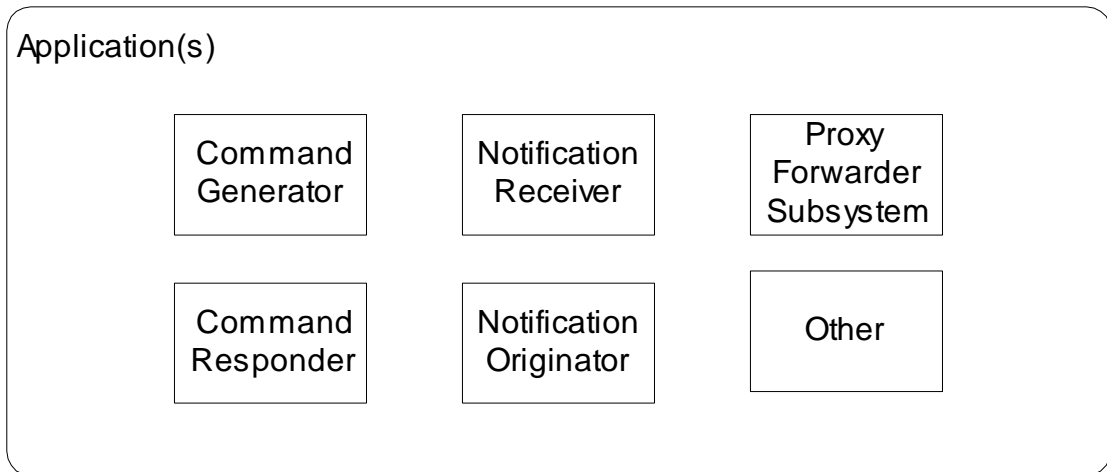 Application(s)
Command
Generator
Notification
Receiver
Proxy
Forwarder
Subsystem
Command
Responder
Notification
Originator
Other